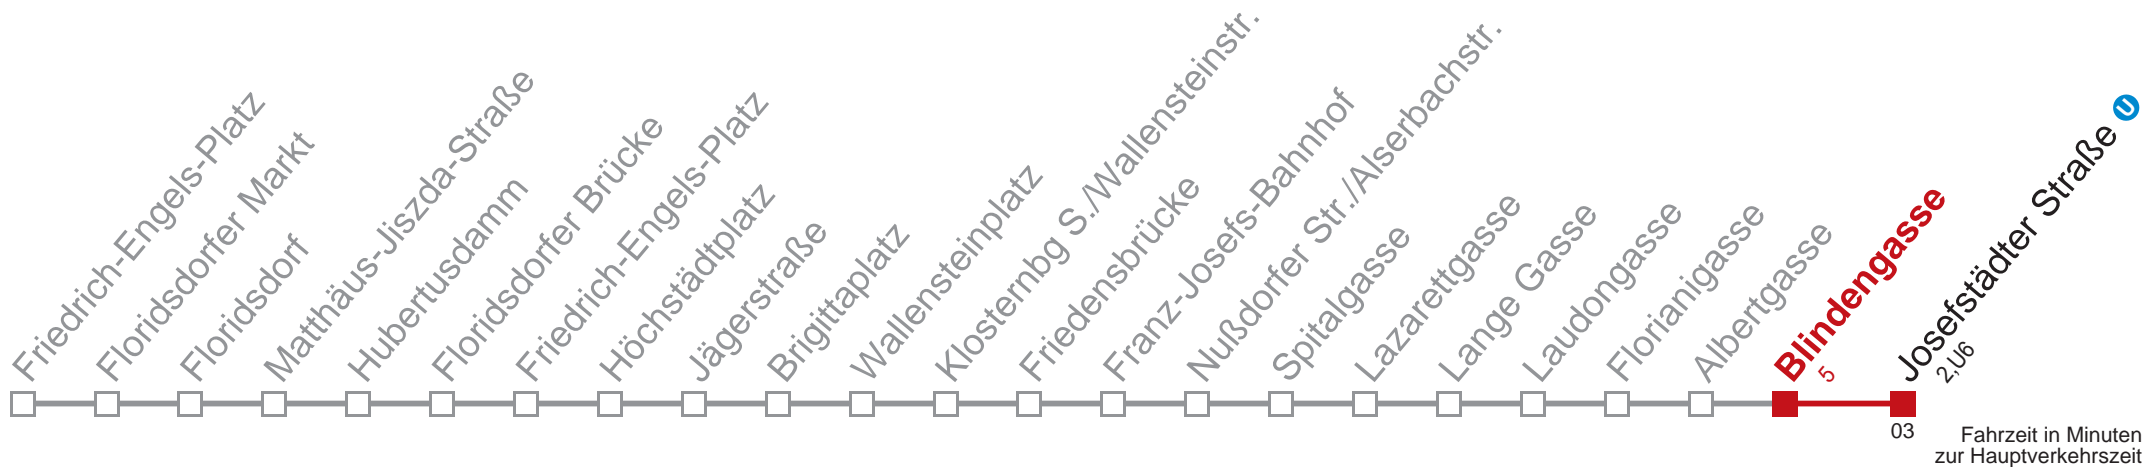 Friedrich-Engels-Platz
Floridsdorfer Markt
Floridsdorf
Matthäus-Jiszda-Straße
Hubertusdamm
Floridsdorfer Brücke
Friedrich-Engels-Platz
Höchstädtplatz
Jägerstraße
Brigittaplatz
Wallensteinplatz
Klosternbg S./Wallensteinstr.
Friedensbrücke
Franz-Josefs-Bahnhof
Nußdorfer Str./Alserbachstr.
Spitalgasse
Lazarettgasse
Lange Gasse
Laudongasse
Florianigasse
Albertgasse
Blindengasse
5
Josefstädter Straße U
2,U6
03
Fahrzeit in Minuten
zur Hauptverkehrszeit